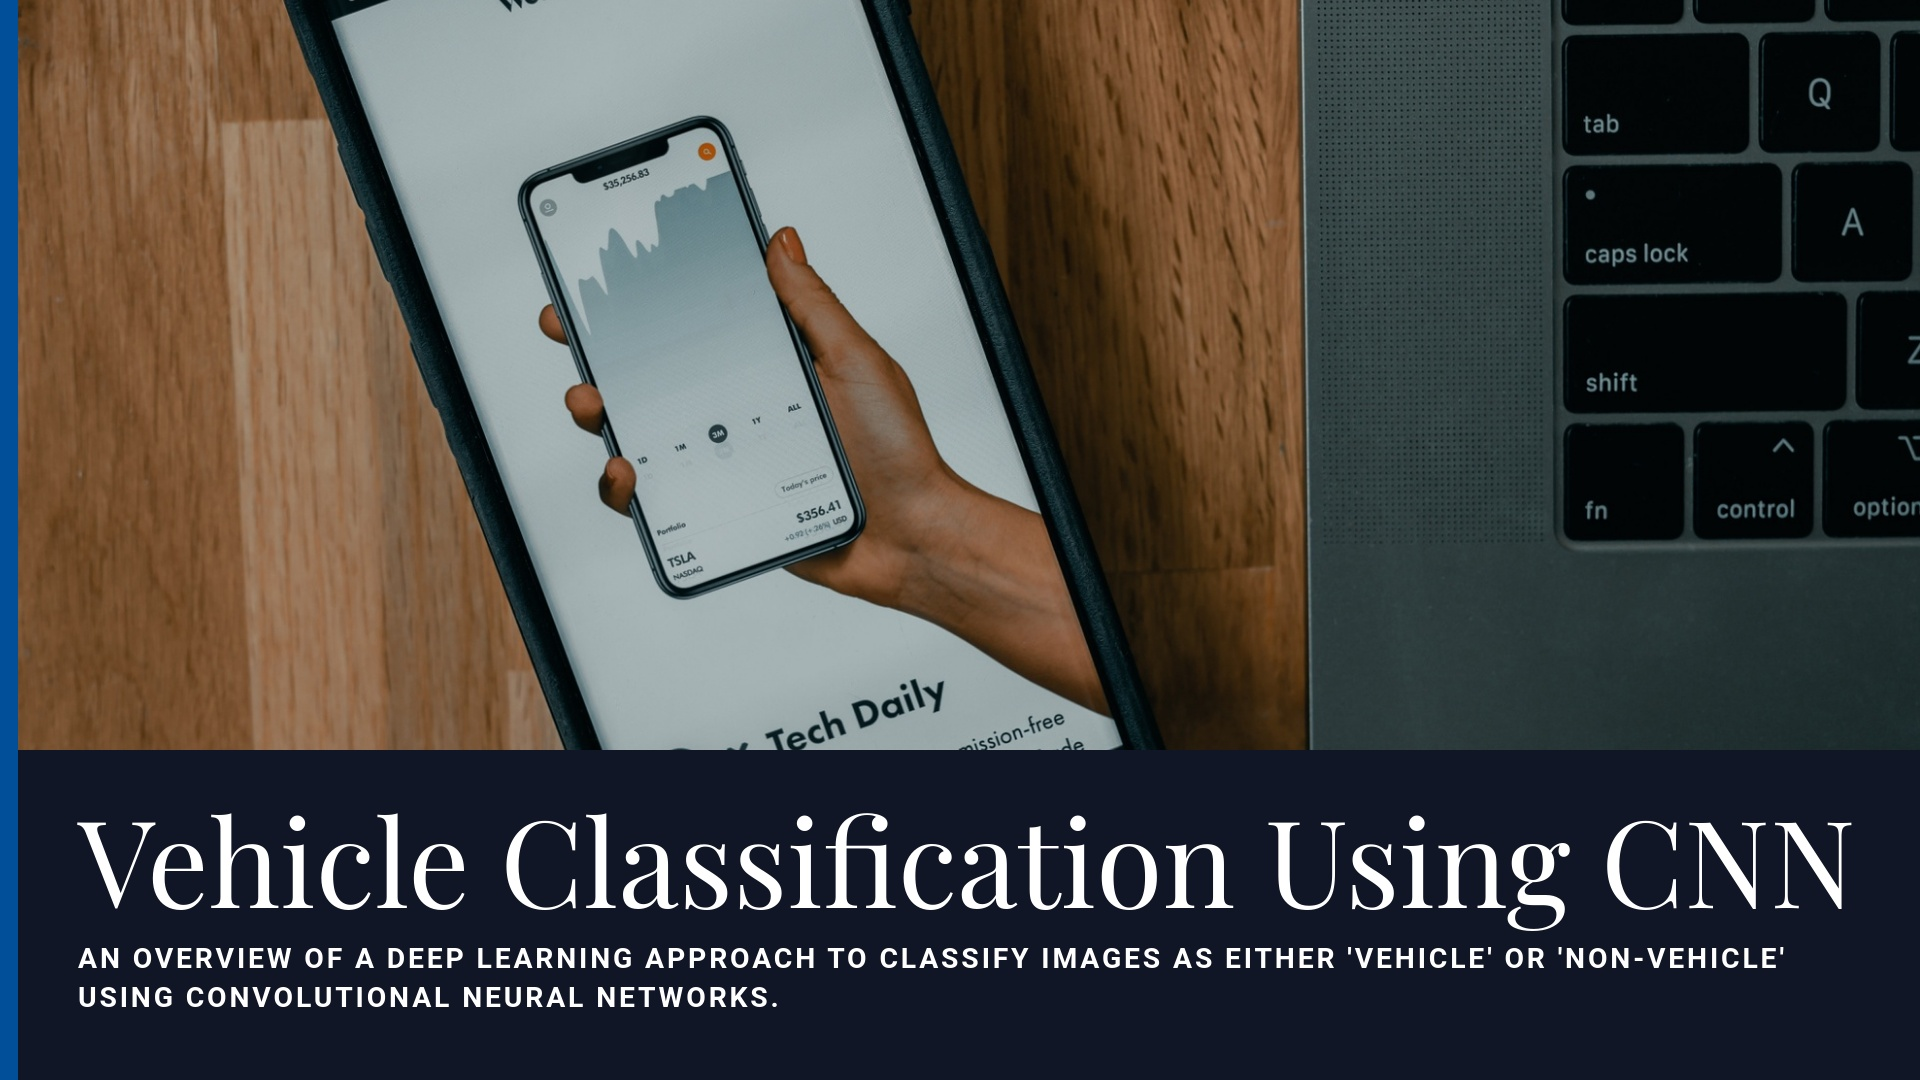 $35,256.83
1D 1M 3M 1Y ALL
Today's price
Portfolio
$356.41
TSLA
USD
NASDAQ
Tech Daily
mission-free
tab
Q
caps lock
A
shift
Z
fn
control
option
Vehicle Classification Using CNN
AN OVERVIEW OF A DEEP LEARNING APPROACH TO CLASSIFY IMAGES AS EITHER 'VEHICLE' OR 'NON-VEHICLE'
USING CONVOLUTIONAL NEURAL NETWORKS.